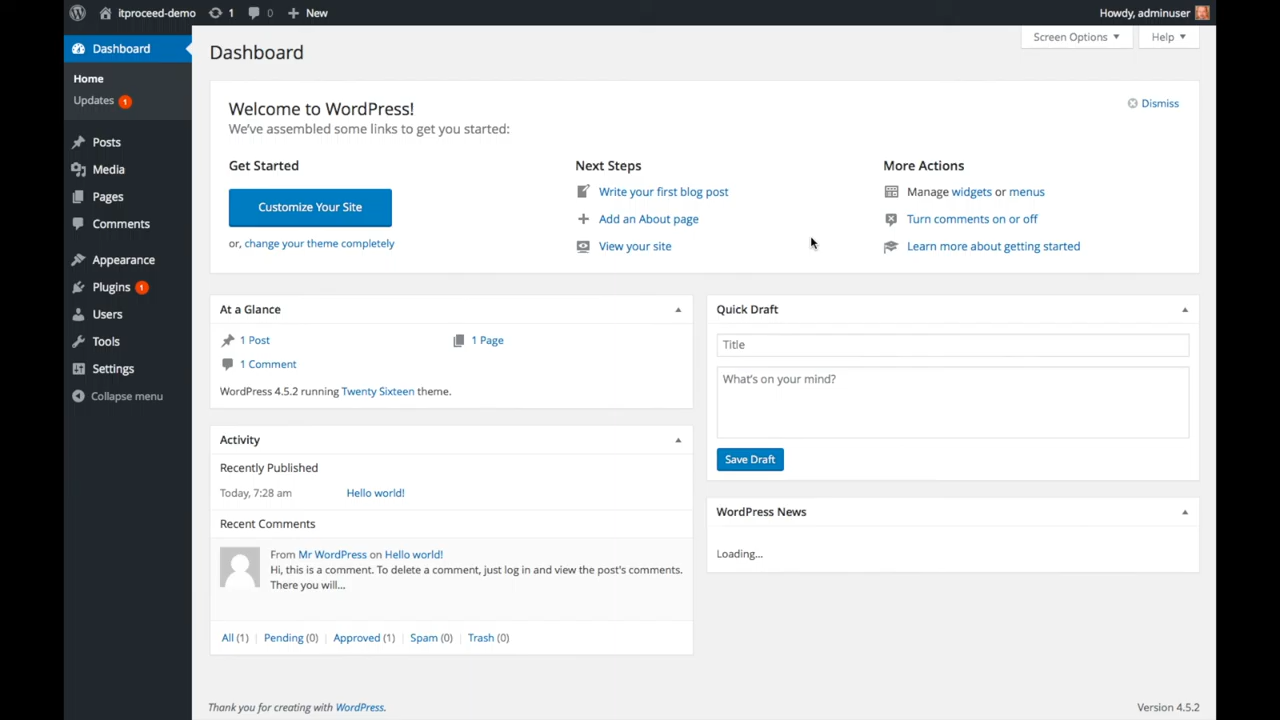 itproceed-demo 1 0 New Howdy, adminuser
Dashboard
Home
Updates 1
Posts
Media
Pages
Comments
Appearance
Plugins 1
Users
Tools
Settings
Collapse menu
Screen Options Help
Dashboard
Welcome to WordPress!
Dismiss
We've assembled some links to get you started:
Get Started
Customize Your Site
or, change your theme completely
Next Steps
Write your first blog post
Add an About page
View your site
More Actions
Manage widgets or menus
Turn comments on or off
Learn more about getting started
At a Glance
1 Post 1 Page
1 Comment
WordPress 4.5.2 running Twenty Sixteen theme.
Activity
Recently Published
Today, 7:28 am Hello world!
Recent Comments
From Mr WordPress on Hello world!
Hi, this is a comment. To delete a comment, just log in and view the post's comments.
There you will...
All (1) | Pending (0) | Approved (1) | Spam (0) | Trash (0)
Quick Draft
Title
What's on your mind?
Save Draft
WordPress News
Loading...
Thank you for creating with WordPress. Version 4.5.2